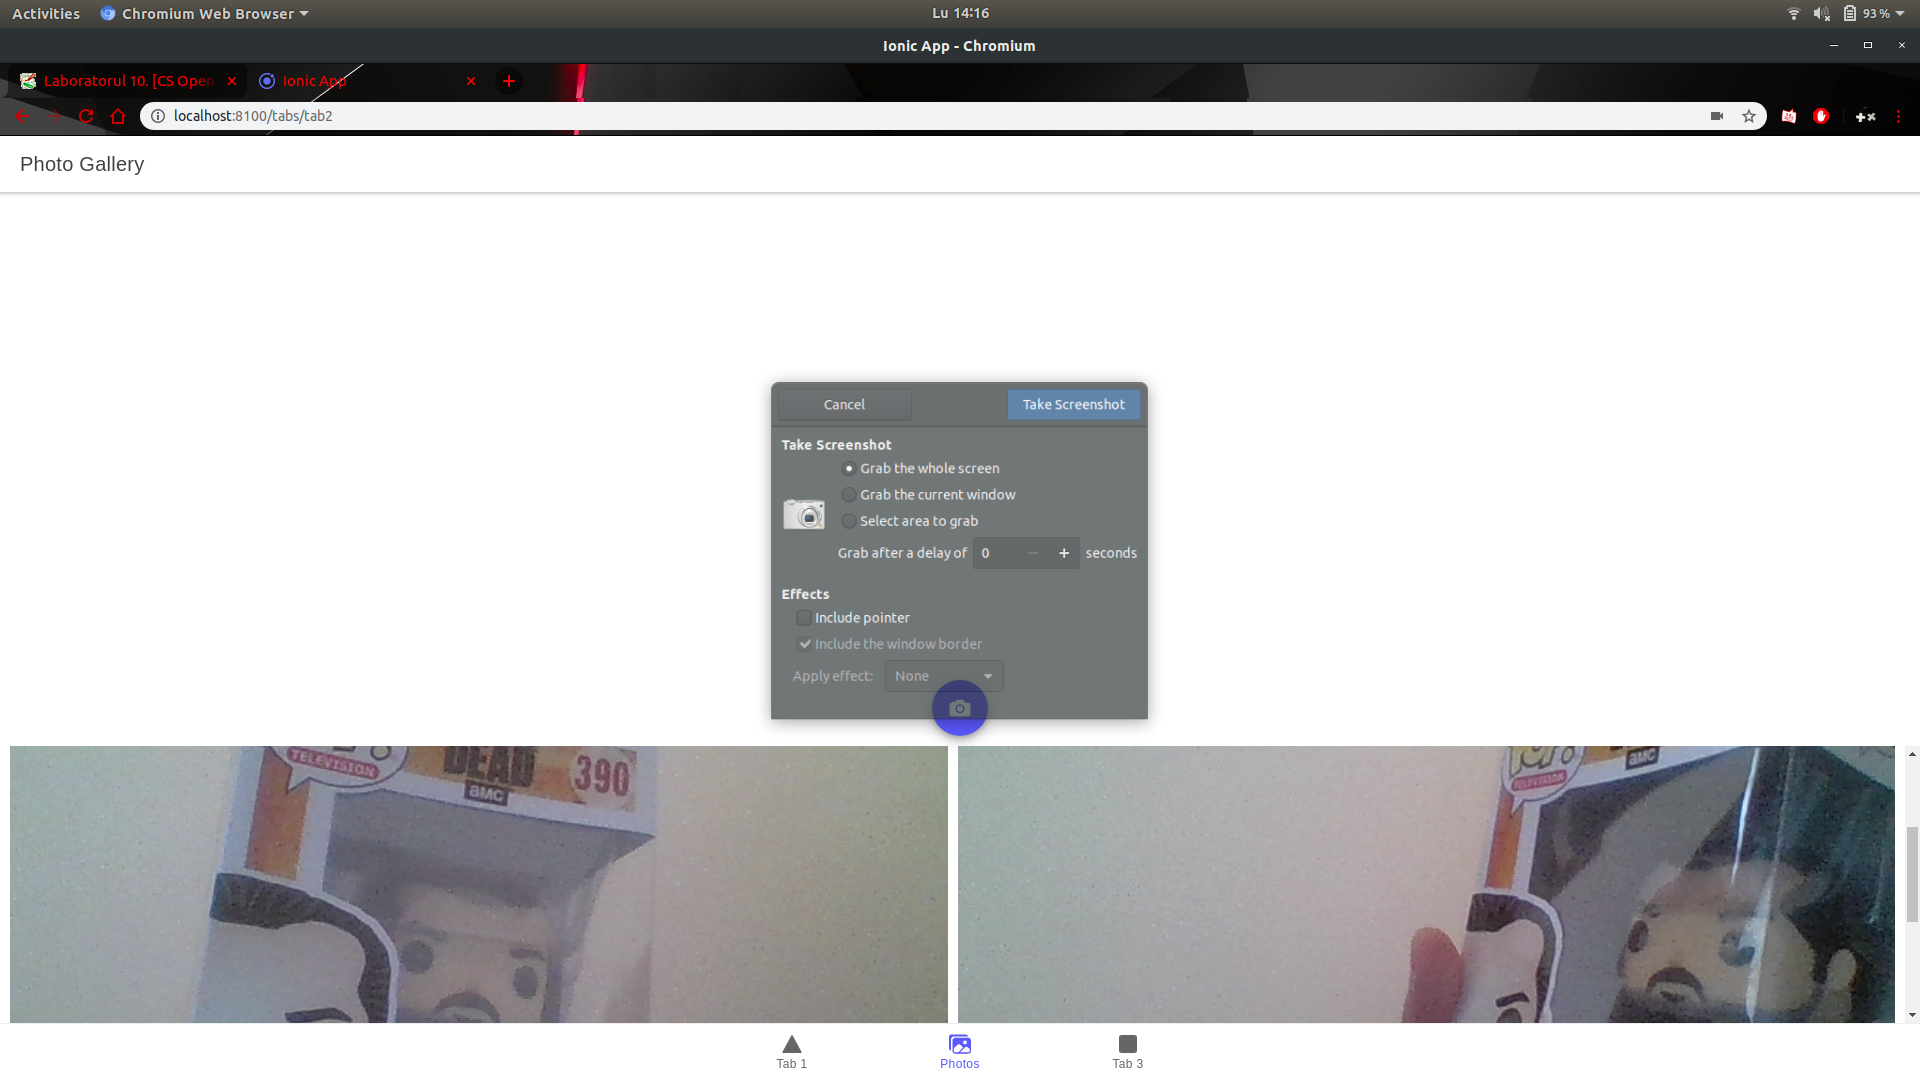 Activities Chromium Web Browser Lu 14:16 93 %
Ionic App - Chromium
Laboratorul 10. [CS Open Ionic App
localhost:8100/tabs/tab2
Photo Gallery
Cancel Take Screenshot
Take Screenshot
Grab the whole screen
Grab the current window
Select area to grab
Grab after a delay of 0 seconds
Effects
Include pointer
Include the window border
Apply effect: None
TELEVISION DEAD 390
AMC
TELEVISION AMC
Tab 1 Photos Tab 3